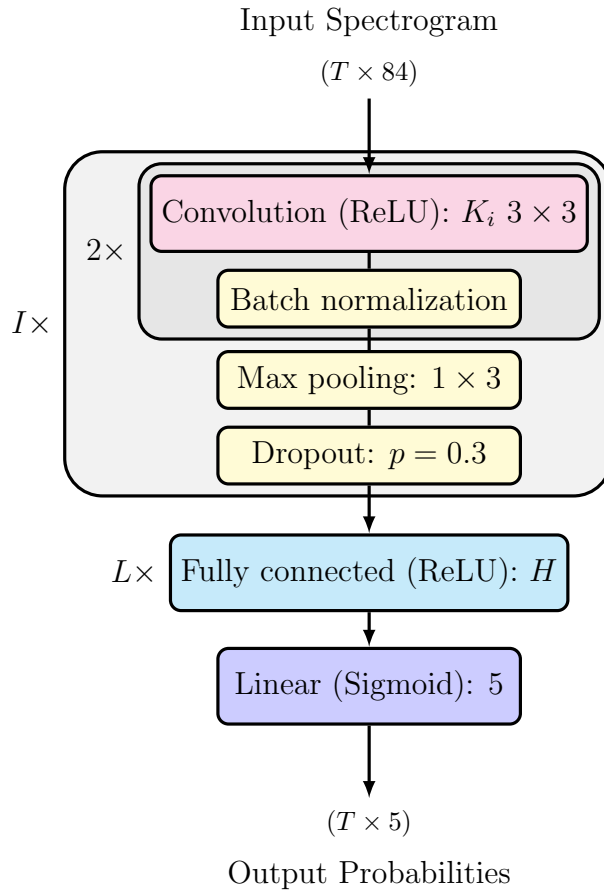 Input Spectrogram
(T × 84)
Convolution (ReLU): K_i 3 × 3
2×
Batch normalization
I×
Max pooling: 1 × 3
Dropout: p = 0.3
L×
Fully connected (ReLU): H
Linear (Sigmoid): 5
(T × 5)
Output Probabilities